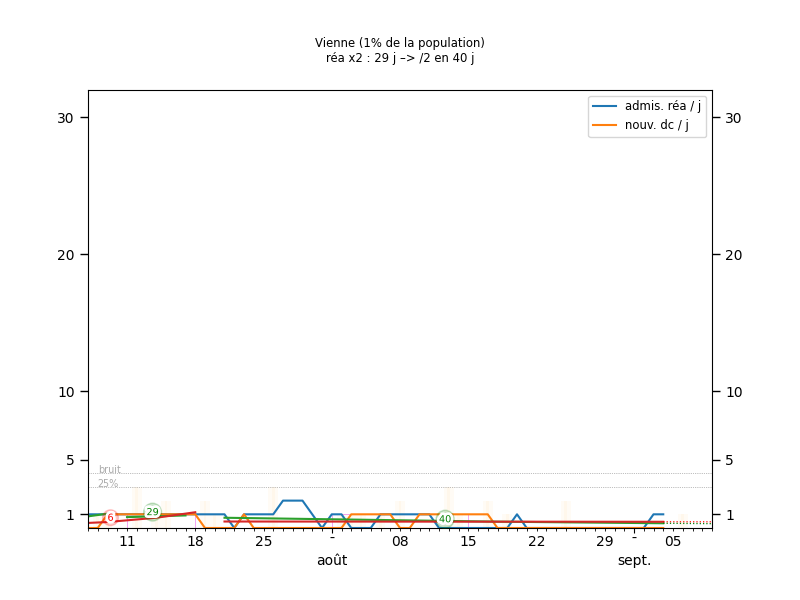 Vienne (1% de la population)
réa x2 : 29 j –> /2 en 40 j
admis. réa / j
nouv. dc / j
30 30
20 20
10 10
5 5
bruit
25%
1 1
6 29 40
11 18 25 - 08 15 22 29 - 05
août sept.